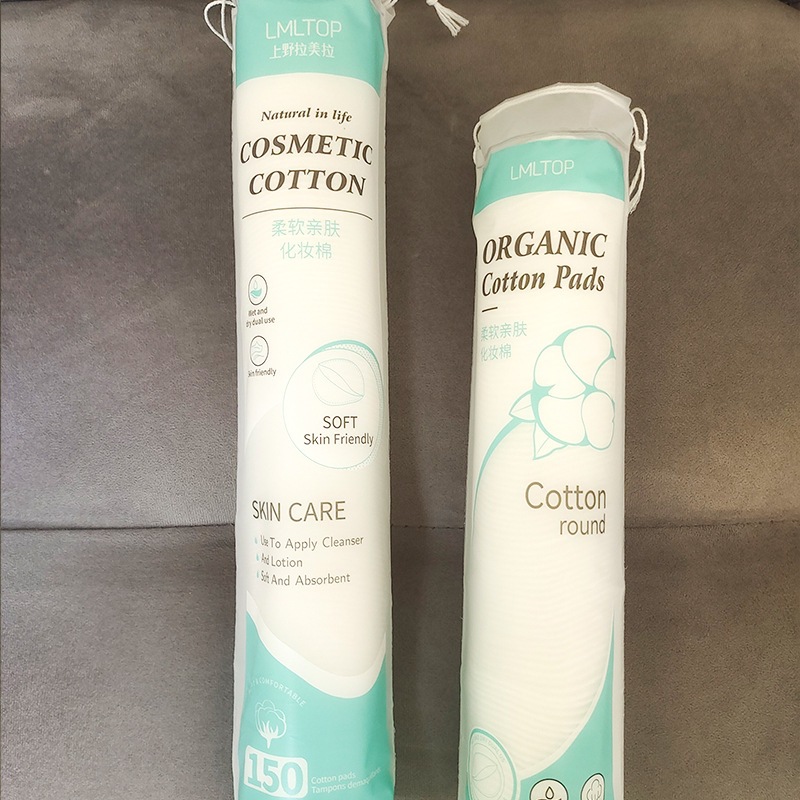 LMLTOP
上野拉美拉
Natural in life
COSMETIC
COTTON
柔软亲肤
化妆棉
Wet and
dry dual use
Skin friendly
SOFT
Skin Friendly
SKIN CARE
Use To Apply Cleanser
And Lotion
Soft And Absorbent
COMFORTABLE
150
Cotton pads
Tampons
LMLTOP
ORGANIC
Cotton Pads
柔软亲肤
化妆棉
Cotton
round